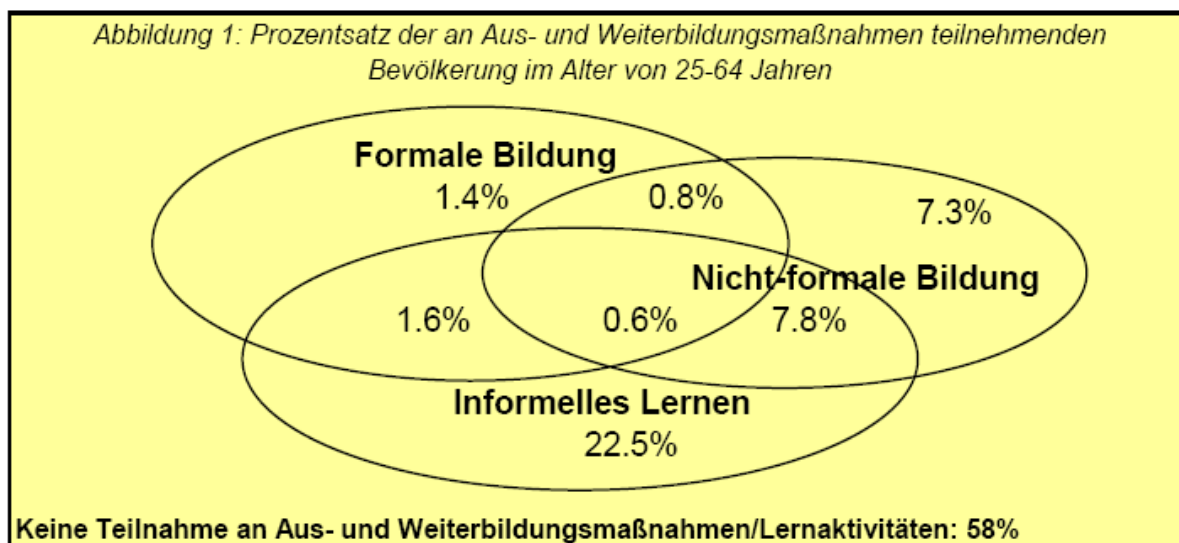 Abbildung 1: Prozentsatz der an Aus- und Weiterbildungsmaßnahmen teilnehmenden
Bevölkerung im Alter von 25-64 Jahren
Formale Bildung
1.4%
0.8%
7.3%
Nicht-formale Bildung
1.6%
0.6%
7.8%
Informelles Lernen
22.5%
Keine Teilnahme an Aus- und Weiterbildungsmaßnahmen/Lernaktivitäten: 58%